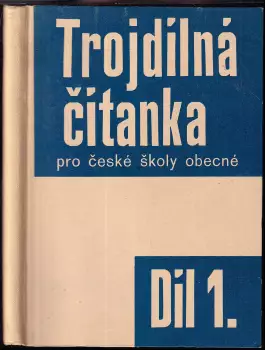 Trojdílná
čítanka
pro české školy obecné
Díl 1.